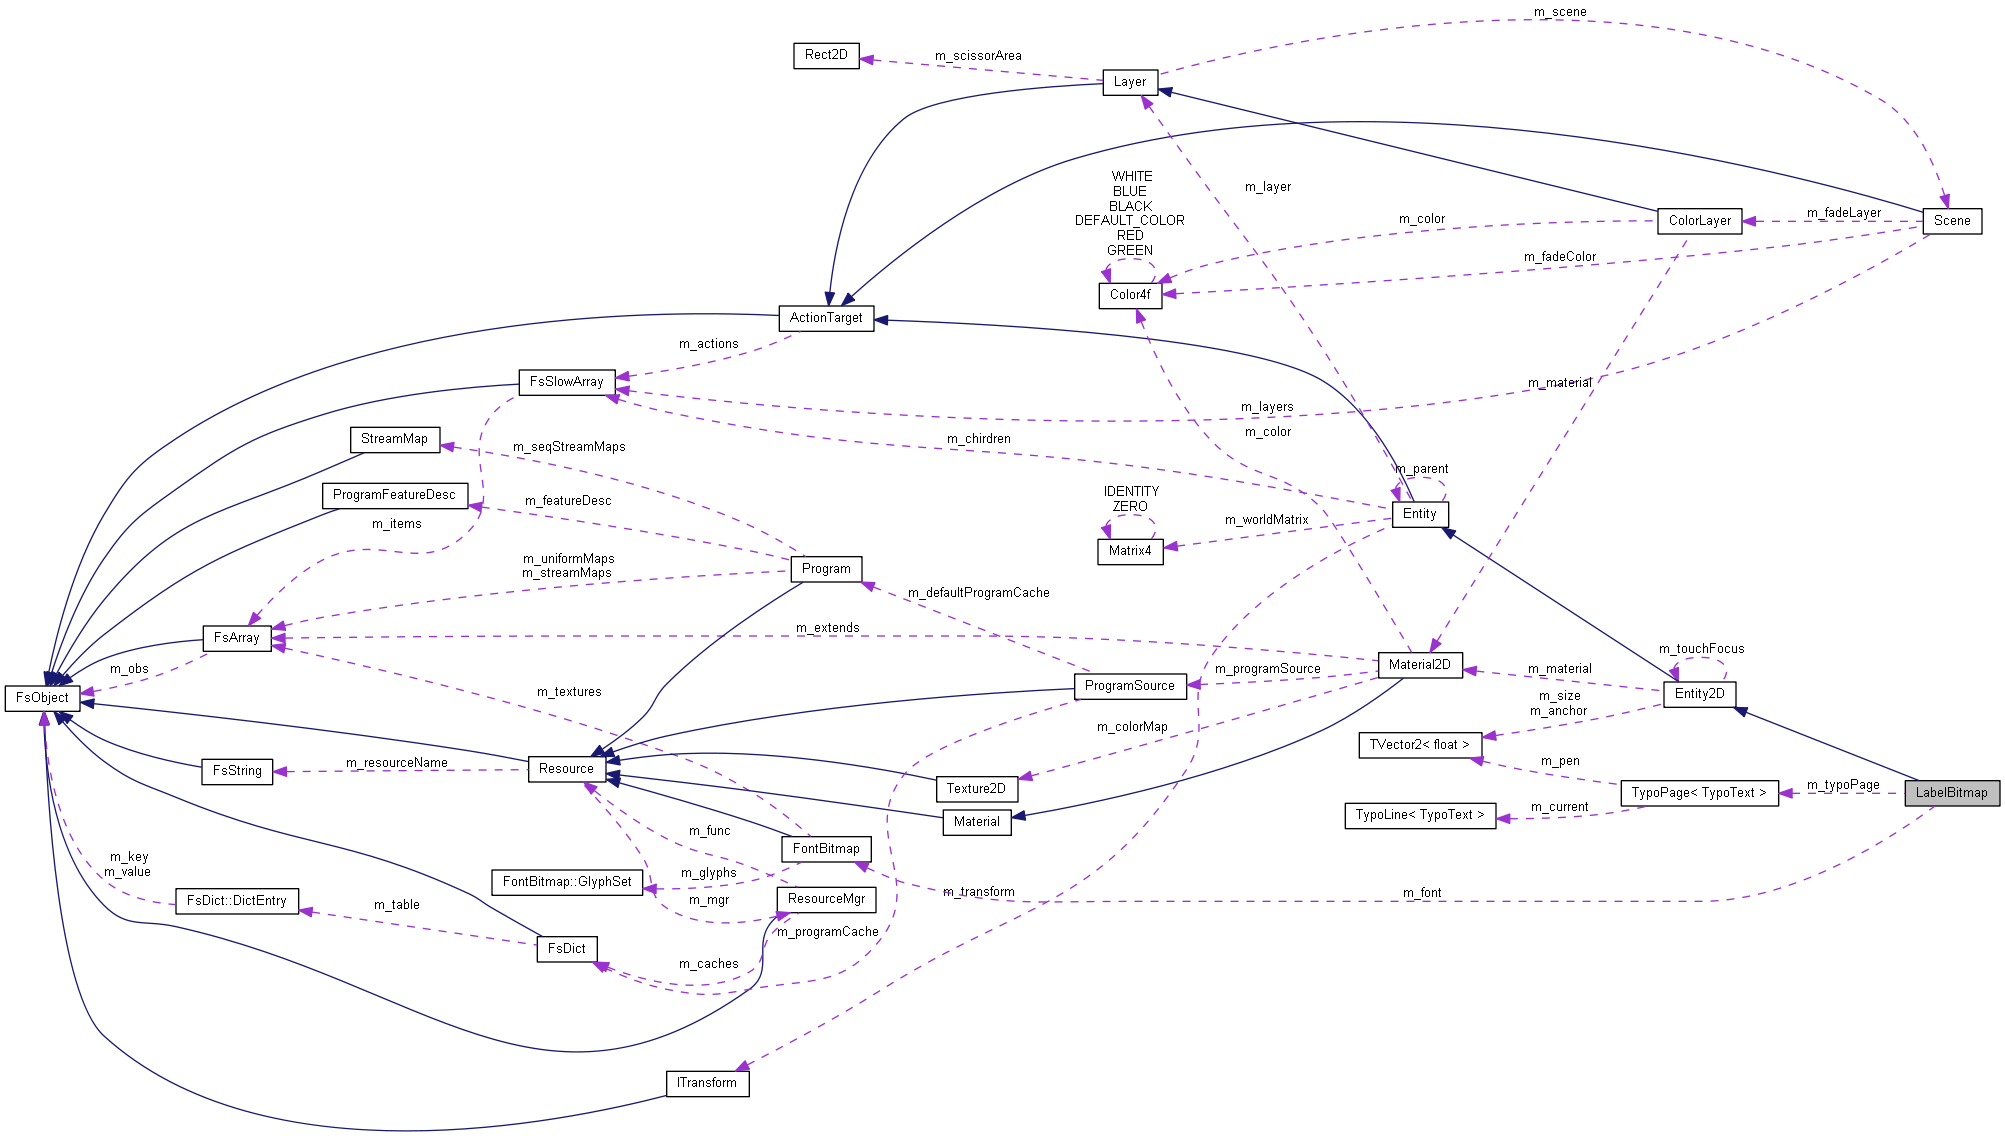 m_scene
Rect2D
m_scissorArea
Layer
WHITE
BLUE
BLACK
DEFAULT_COLOR
RED
GREEN
m_layer
m_color
ColorLayer
m_fadeLayer
Scene
m_fadeColor
Color4f
ActionTarget
m_actions
FsSlowArray
m_material
m_layers
m_color
m_chirdren
StreamMap
m_seqStreamMaps
m_parent
ProgramFeatureDesc
m_featureDesc
IDENTITY
ZERO
Entity
m_items
m_worldMatrix
Matrix4
m_uniformMaps
m_streamMaps
Program
m_defaultProgramCache
FsArray
m_extends
m_touchFocus
m_obs
m_programSource
Material2D
m_material
FsObject
m_textures
ProgramSource
Entity2D
m_size
m_anchor
m_colorMap
TVector2< float >
FsString
m_resourceName
Resource
m_pen
Texture2D
TypoPage< TypoText >
m_typoPage
LabelBitmap
m_current
TypoLine< TypoText >
Material
m_func
FontBitmap
m_key
m_value
m_glyphs
FontBitmap::GlyphSet
m_transform
m_font
FsDict::DictEntry
m_table
m_mgr
ResourceMgr
m_programCache
FsDict
m_caches
ITransform